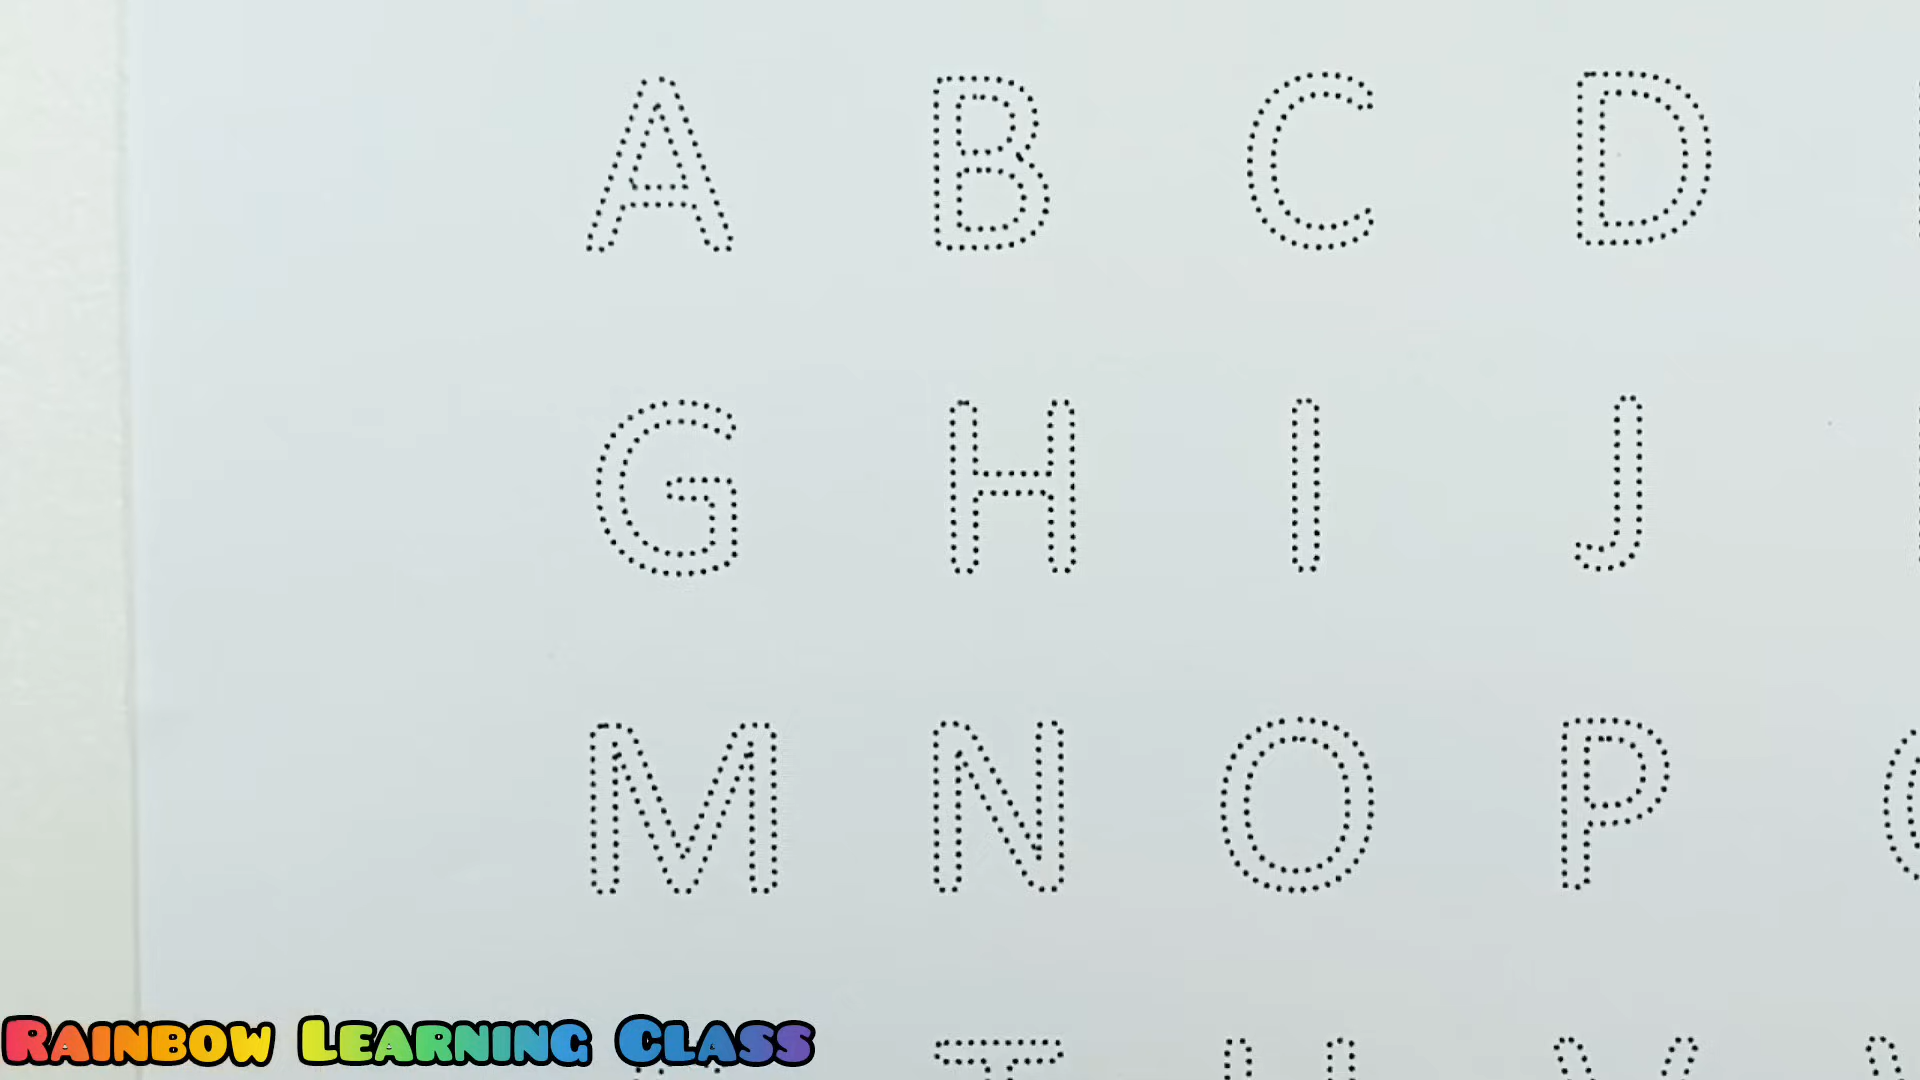 A B C D
G H I J
M N O P
T U V
RAINBOW LEARNING CLASS